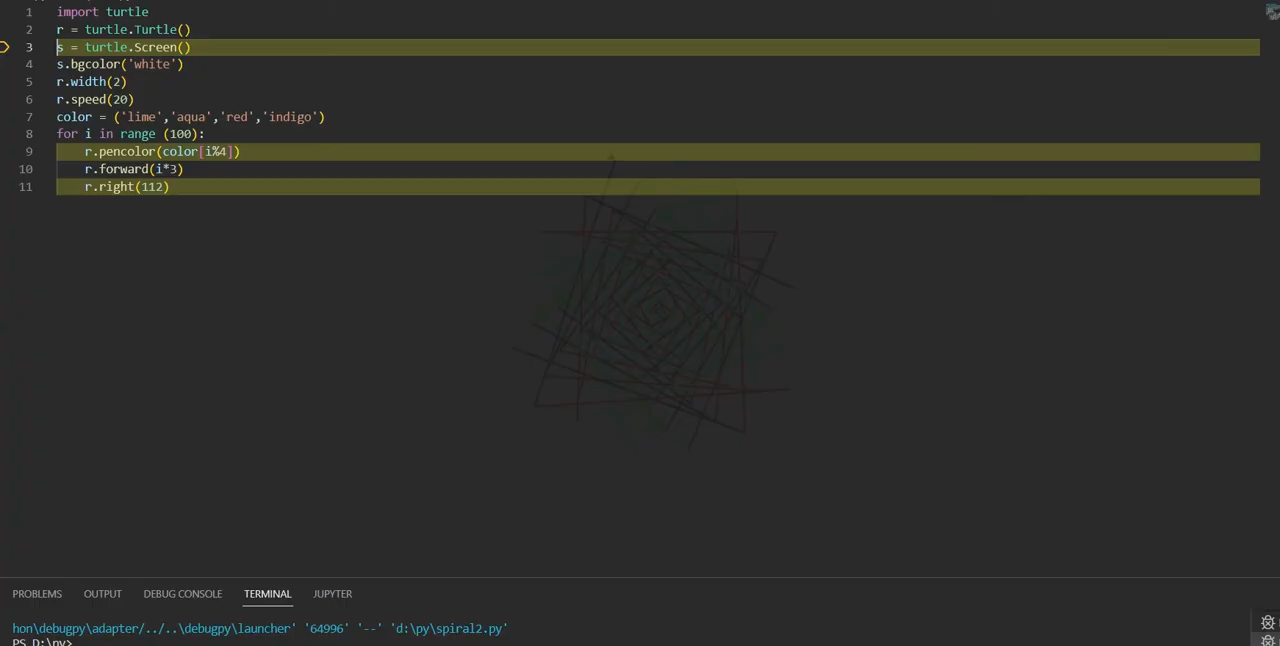 1 import turtle
2 r = turtle.Turtle()
3 s = turtle.Screen()
4 s.bgcolor('white')
5 r.width(2)
6 r.speed(20)
7 color = ('lime','aqua','red','indigo')
8 for i in range (100):
9 r.pencolor(color[i%4])
10 r.forward(i*3)
11 r.right(112)
PROBLEMS OUTPUT DEBUG CONSOLE TERMINAL JUPYTER
hon\debugpy\adapter/../..\debugpy\launcher' '64996' '--' 'd:\py\spiral2.py'
PS D:\py>